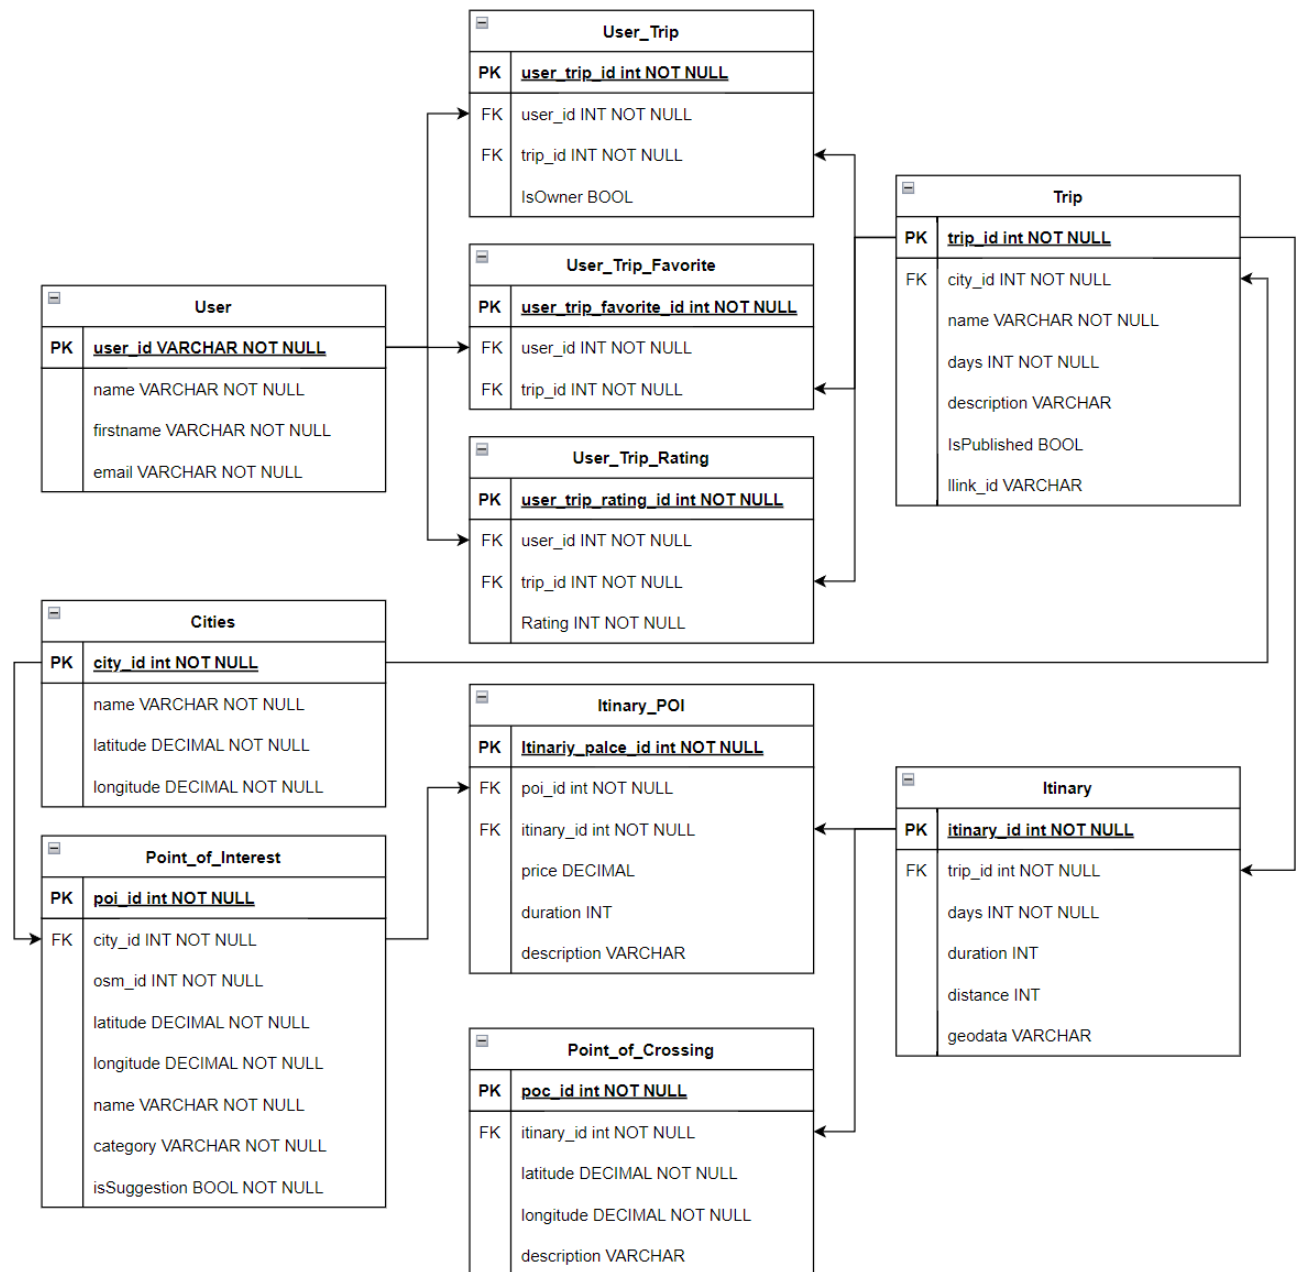 User_Trip
PK user_trip_id int NOT NULL
FK user_id INT NOT NULL
FK trip_id INT NOT NULL
IsOwner BOOL
Trip
PK trip_id int NOT NULL
FK city_id INT NOT NULL
name VARCHAR NOT NULL
days INT NOT NULL
description VARCHAR
IsPublished BOOL
llink_id VARCHAR
User_Trip_Favorite
PK user_trip_favorite_id int NOT NULL
FK user_id INT NOT NULL
FK trip_id INT NOT NULL
User
PK user_id VARCHAR NOT NULL
name VARCHAR NOT NULL
firstname VARCHAR NOT NULL
email VARCHAR NOT NULL
User_Trip_Rating
PK user_trip_rating_id int NOT NULL
FK user_id INT NOT NULL
FK trip_id INT NOT NULL
Rating INT NOT NULL
Cities
PK city_id int NOT NULL
name VARCHAR NOT NULL
latitude DECIMAL NOT NULL
longitude DECIMAL NOT NULL
Itinary_POI
PK Itinariy_palce_id int NOT NULL
FK poi_id int NOT NULL
FK itinary_id int NOT NULL
price DECIMAL
duration INT
description VARCHAR
Itinary
PK itinary_id int NOT NULL
FK trip_id int NOT NULL
days INT NOT NULL
duration INT
distance INT
geodata VARCHAR
Point_of_Interest
PK poi_id int NOT NULL
FK city_id INT NOT NULL
osm_id INT NOT NULL
latitude DECIMAL NOT NULL
longitude DECIMAL NOT NULL
name VARCHAR NOT NULL
category VARCHAR NOT NULL
isSuggestion BOOL NOT NULL
Point_of_Crossing
PK poc_id int NOT NULL
FK itinary_id int NOT NULL
latitude DECIMAL NOT NULL
longitude DECIMAL NOT NULL
description VARCHAR